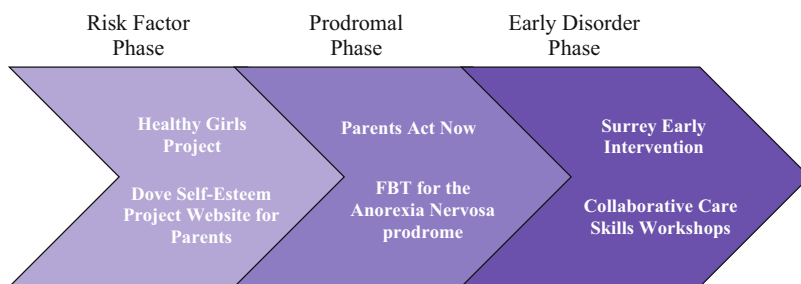 Risk Factor
Phase
Prodromal
Phase
Early Disorder
Phase
Healthy Girls
Project
Dove Self-Esteem
Project Website for
Parents
Parents Act Now
FBT for the
Anorexia Nervosa
prodrome
Surrey Early
Intervention
Collaborative Care
Skills Workshops